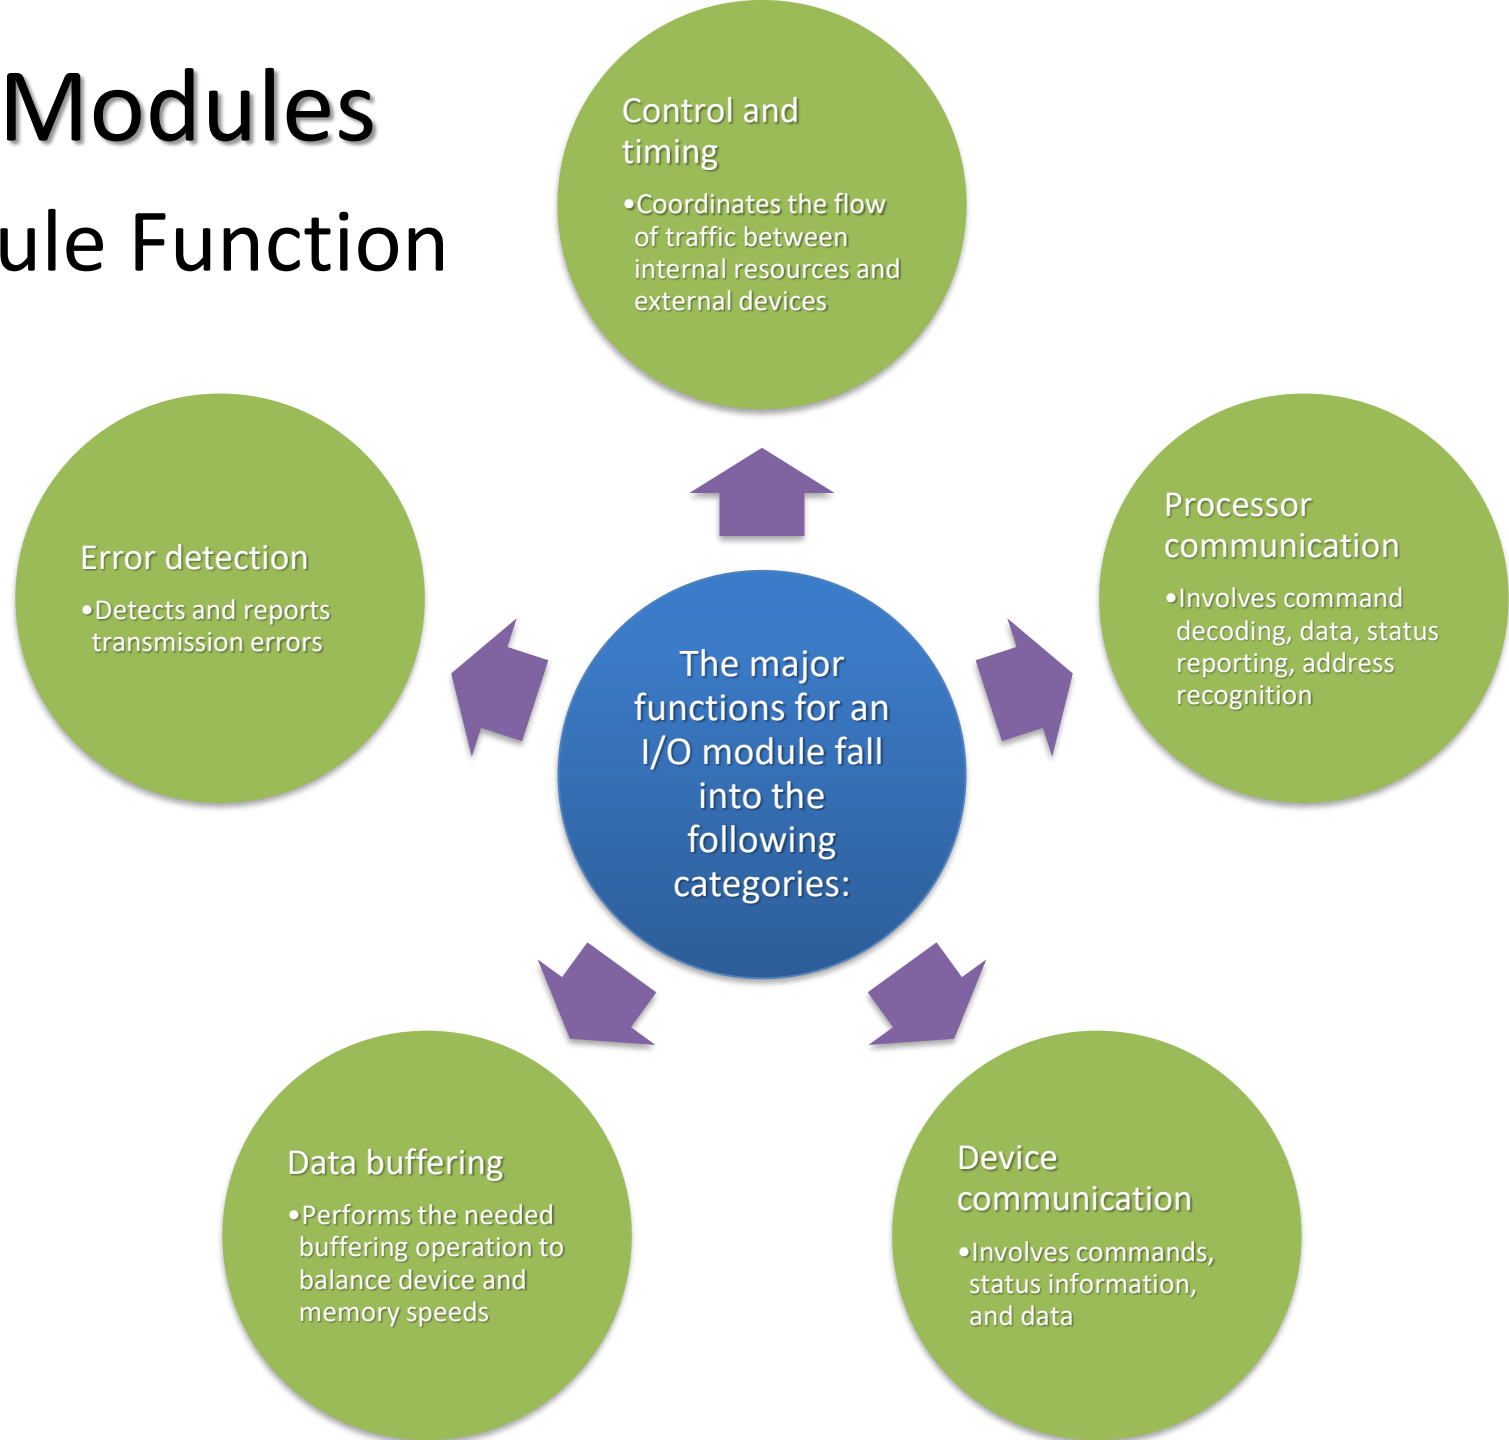 Modules
ule Function
Control and
timing
•Coordinates the flow
of traffic between
internal resources and
external devices
Processor
communication
•Involves command
decoding, data, status
reporting, address
recognition
Device
communication
•Involves commands,
status information,
and data
Data buffering
•Performs the needed
buffering operation to
balance device and
memory speeds
Error detection
•Detects and reports
transmission errors
The major
functions for an
I/O module fall
into the
following
categories: